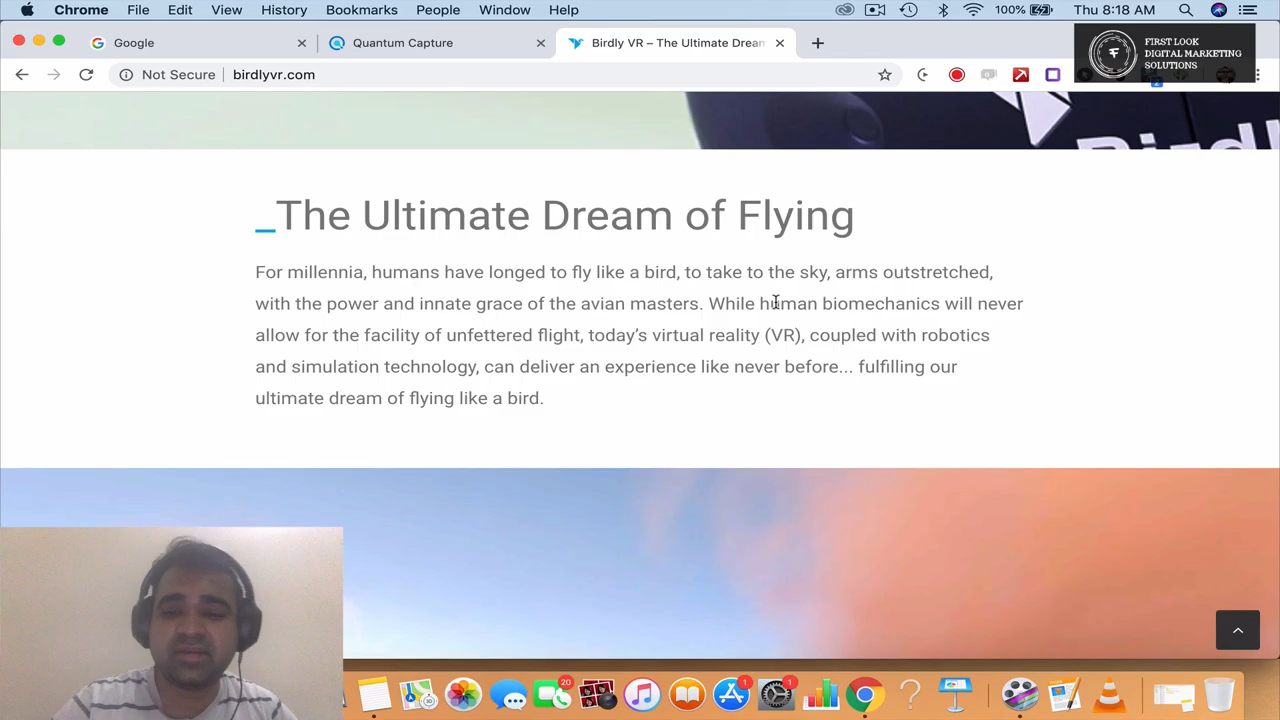 Chrome File Edit View History Bookmarks People Window Help 100% Thu 8:18 AM
Google Quantum Capture Birdly VR – The Ultimate Dream
FIRST LOOK
DIGITAL MARKETING
SOLUTIONS
Not Secure birdlyvr.com
_The Ultimate Dream of Flying
For millennia, humans have longed to fly like a bird, to take to the sky, arms outstretched,
with the power and innate grace of the avian masters. While human biomechanics will never
allow for the facility of unfettered flight, today’s virtual reality (VR), coupled with robotics
and simulation technology, can deliver an experience like never before... fulfilling our
ultimate dream of flying like a bird.
20 1 1